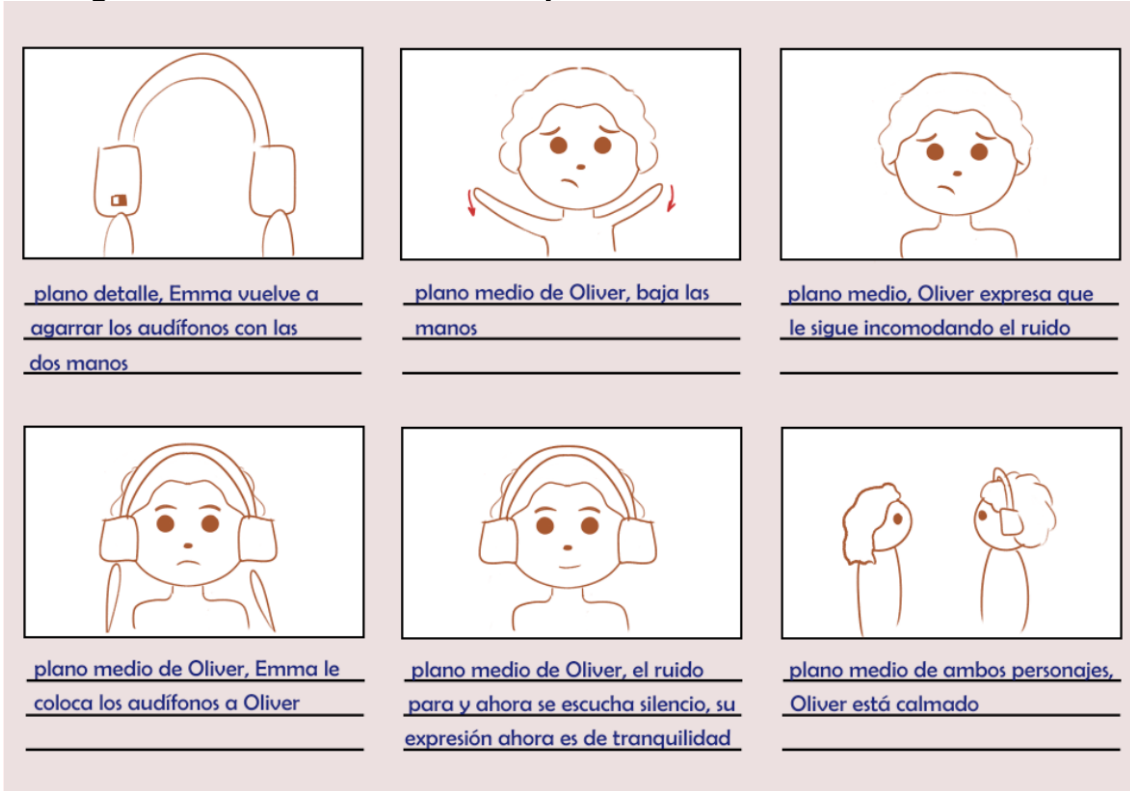 plano detalle, Emma vuelve a
agarrar los audífonos con las
dos manos
plano medio de Oliver, baja las
manos
plano medio, Oliver expresa que
le sigue incomodando el ruido
plano medio de Oliver, Emma le
coloca los audífonos a Oliver
plano medio de Oliver, el ruido
para y ahora se escucha silencio, su
expresión ahora es de tranquilidad
plano medio de ambos personajes,
Oliver está calmado